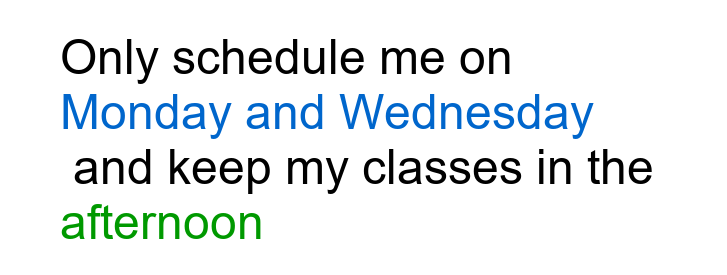 Only schedule me on
Monday and Wednesday
and keep my classes in the
afternoon